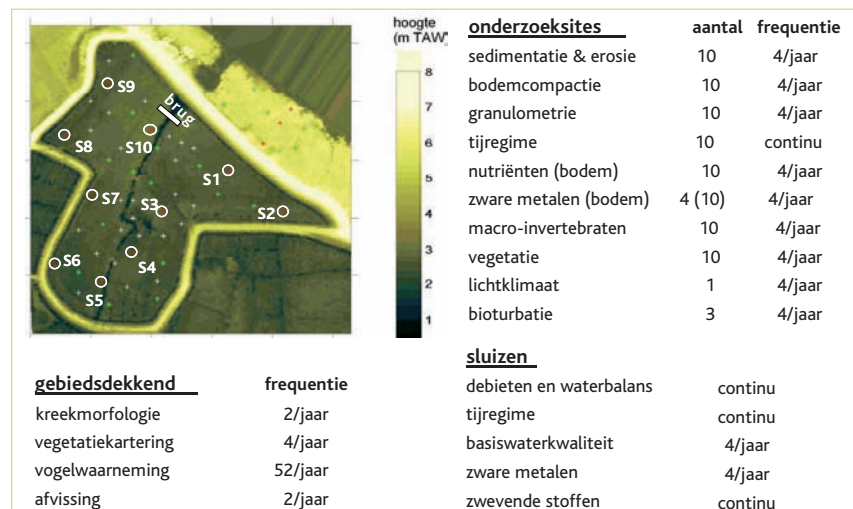 hoogte
(m TAW)
8
7
6
5
4
3
2
1
S9
brug
S8
S10
S1
S7
S3
S2
S6
S4
S5
onderzoeksites aantal frequentie
sedimentatie & erosie 10 4/jaar
bodemcompactie 10 4/jaar
granulometrie 10 4/jaar
tijregime 10 continu
nutriënten (bodem) 10 4/jaar
zware metalen (bodem) 4 (10) 4/jaar
macro-invertebraten 10 4/jaar
vegetatie 10 4/jaar
lichtklimaat 1 4/jaar
bioturbatie 3 4/jaar
gebiedsdekkend frequentie
kreekmorfologie 2/jaar
vegetatiekartering 4/jaar
vogelwaarneming 52/jaar
afvissing 2/jaar
sluizen
debieten en waterbalans continu
tijregime continu
basiswaterkwaliteit 4/jaar
zware metalen 4/jaar
zwevende stoffen continu